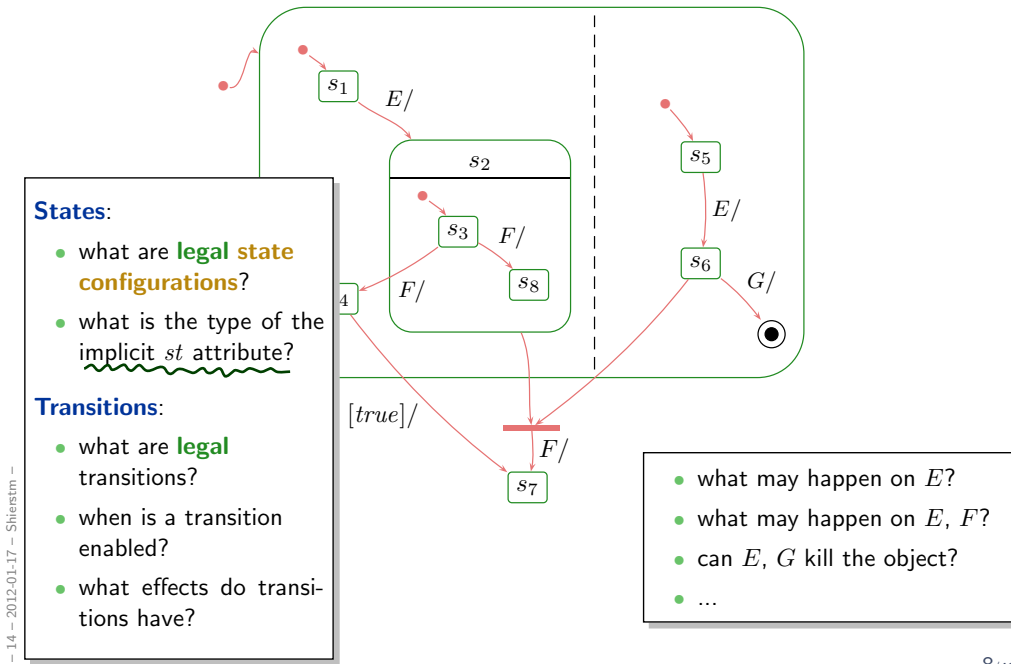 s1
E/
s2
s3
F/
F/
s8
4
s5
E/
s6
G/
[true]/
F/
s7
States:
• what are legal state
configurations?
• what is the type of the
implicit st attribute?
Transitions:
• what are legal
transitions?
• when is a transition
enabled?
• what effects do transi-
tions have?
• what may happen on E?
• what may happen on E, F?
• can E, G kill the object?
• ...
– 14 – 2012-01-17 – Shierstm –